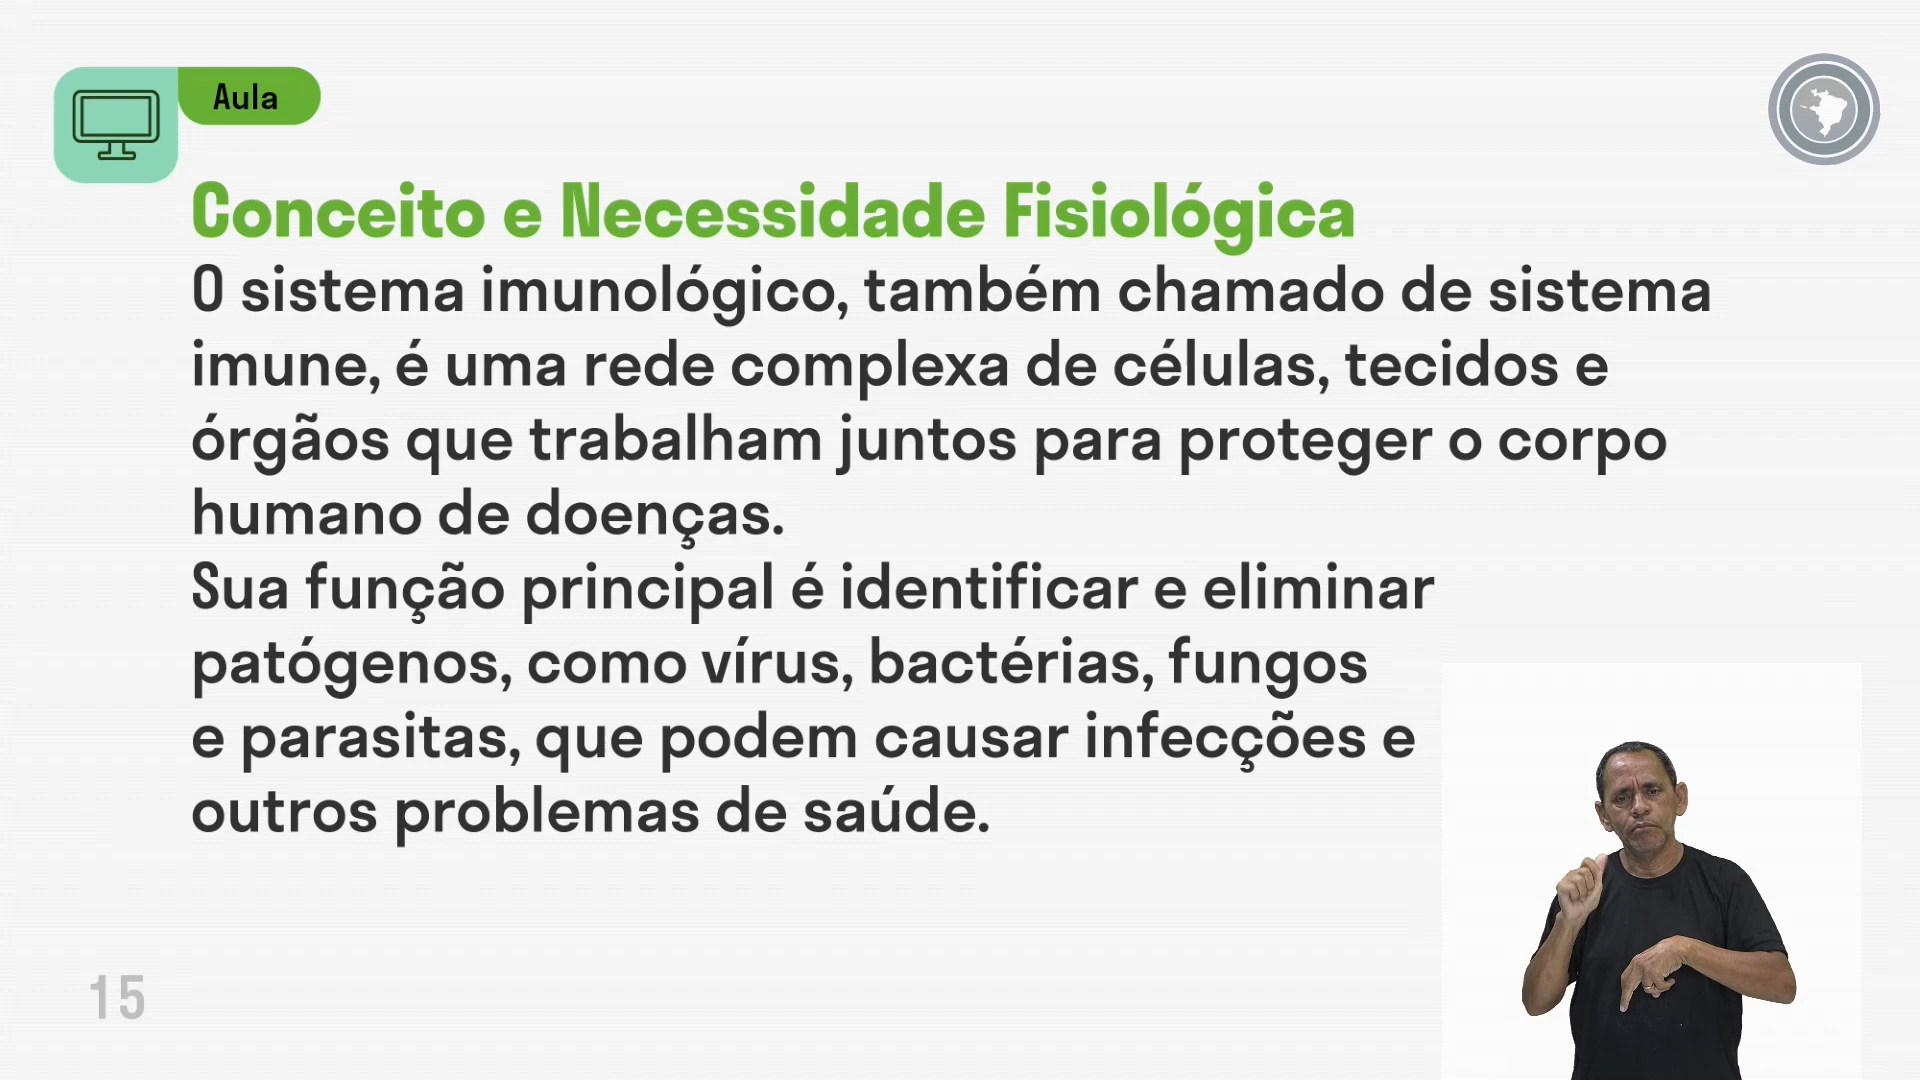 Aula
Conceito e Necessidade Fisiológica
O sistema imunológico, também chamado de sistema
imune, é uma rede complexa de células, tecidos e
órgãos que trabalham juntos para proteger o corpo
humano de doenças.
Sua função principal é identificar e eliminar
patógenos, como vírus, bactérias, fungos
e parasitas, que podem causar infecções e
outros problemas de saúde.
15